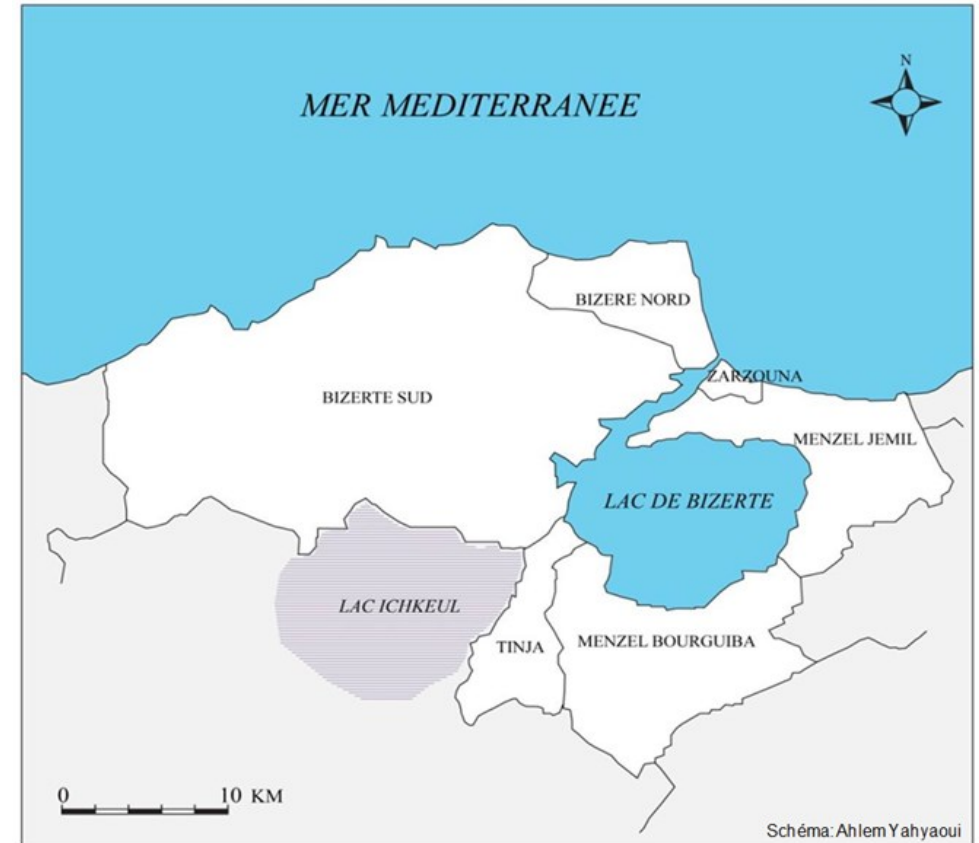 MER MEDITERRANEE
N
BIZERE NORD
ZARZOUNA
BIZERTE SUD
MENZEL JEMIL
LAC DE BIZERTE
LAC ICHKEUL
TINJA
MENZEL BOURGUIBA
0 10 KM
Schéma: Ahlem Yahyaoui